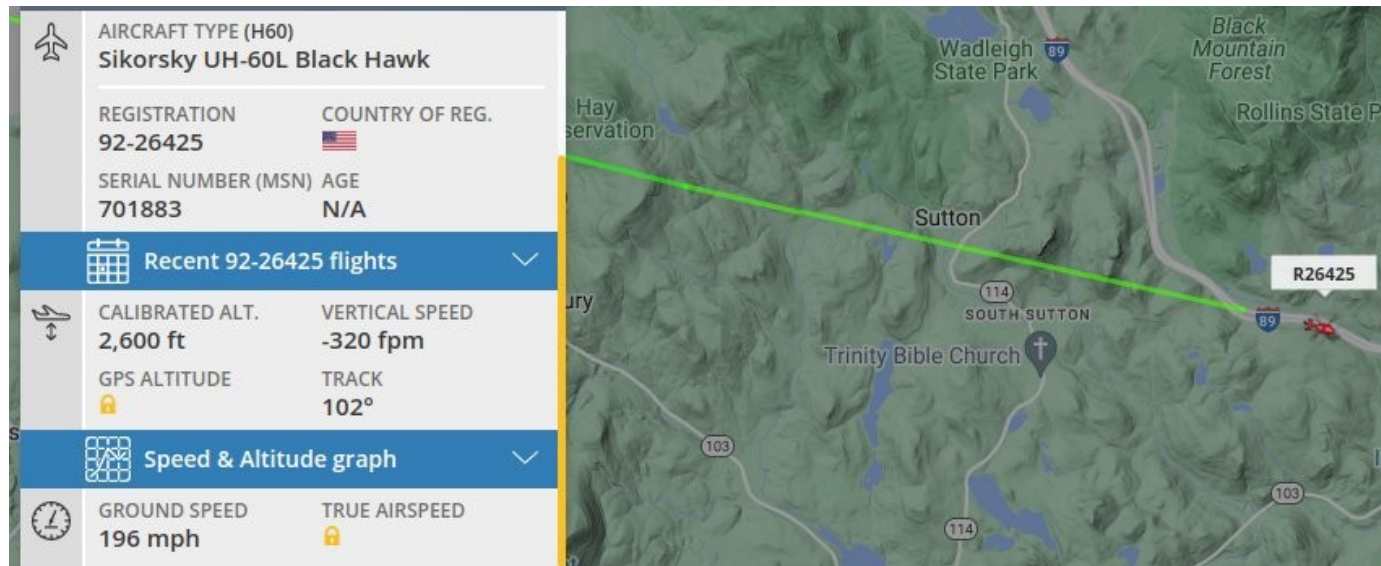 AIRCRAFT TYPE (H60)
Sikorsky UH-60L Black Hawk
REGISTRATION COUNTRY OF REG.
92-26425
SERIAL NUMBER (MSN) AGE
701883 N/A
Recent 92-26425 flights
CALIBRATED ALT. VERTICAL SPEED
2,600 ft -320 fpm
GPS ALTITUDE TRACK
102°
Speed & Altitude graph
GROUND SPEED TRUE AIRSPEED
196 mph
Wadleigh
State Park
89
Black
Mountain
Forest
Hay
servation
Rollins State P
Sutton
R26425
ury
114
SOUTH SUTTON
89
Trinity Bible Church
103
103
114